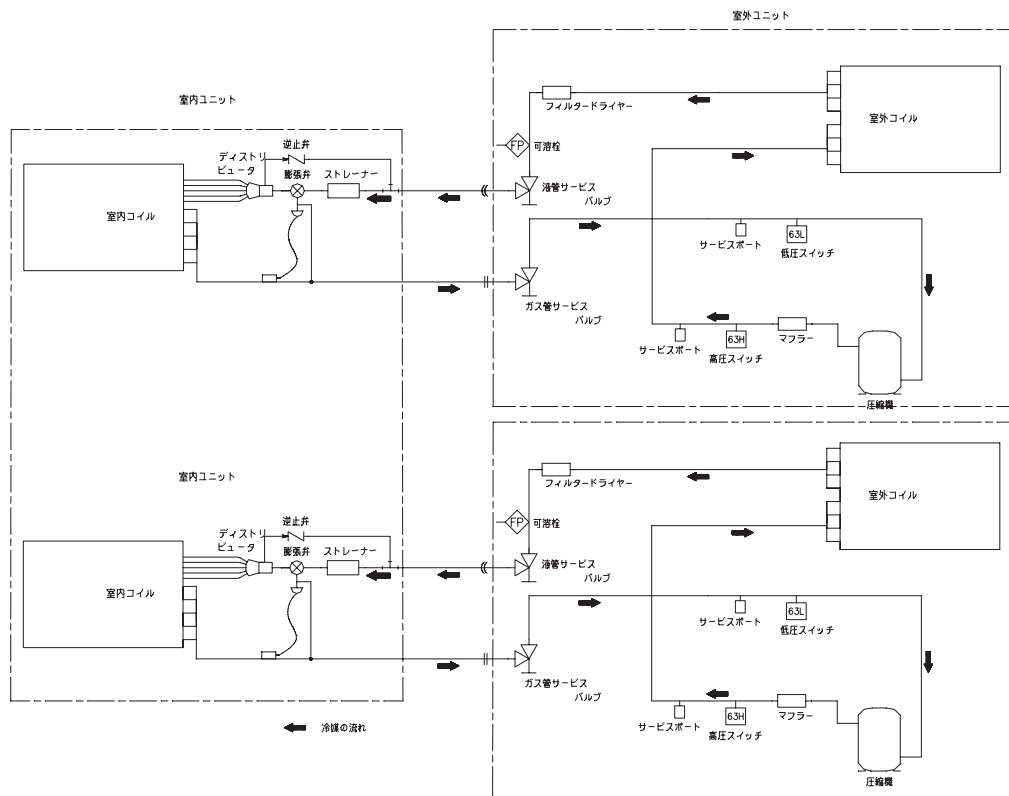 室外ユニット
室内ユニット
フィルタードライヤー
室外コイル
FP
可溶栓
ディストリ
ビュータ
逆止弁
膨張弁
ストレーナー
液管サービス
バルブ
室内コイル
サービスポート
63L
低圧スイッチ
ガス管サービス
バルブ
サービスポート
63H
高圧スイッチ
マフラー
圧縮機
室内ユニット
フィルタードライヤー
室外コイル
FP
可溶栓
ディストリ
ビュータ
逆止弁
膨張弁
ストレーナー
液管サービス
バルブ
室内コイル
サービスポート
63L
低圧スイッチ
ガス管サービス
バルブ
サービスポート
63H
高圧スイッチ
マフラー
圧縮機
冷媒の流れ